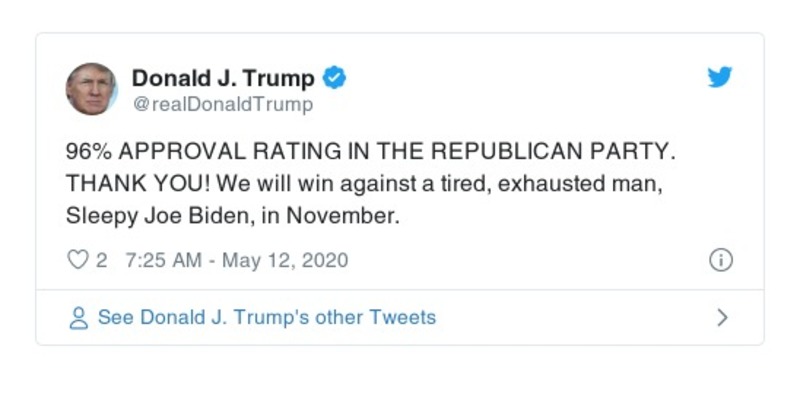 Donald J. Trump
@realDonaldTrump
96% APPROVAL RATING IN THE REPUBLICAN PARTY.
THANK YOU! We will win against a tired, exhausted man,
Sleepy Joe Biden, in November.
2 7:25 AM - May 12, 2020
See Donald J. Trump's other Tweets